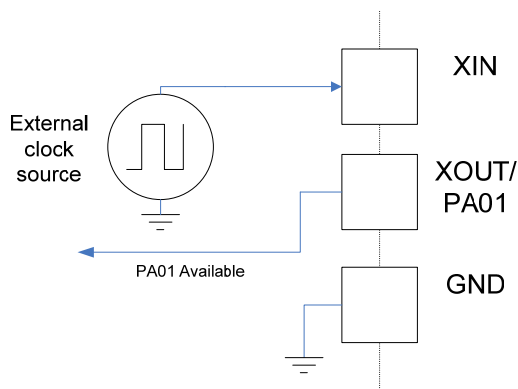 XIN
External
clock
source
XOUT/
PA01
PA01 Available
GND